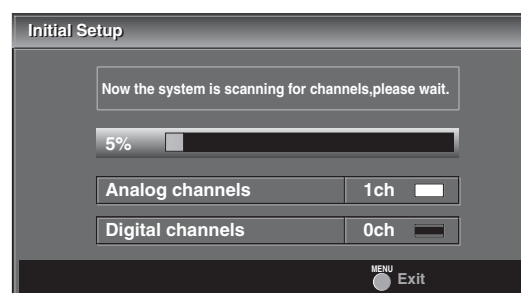 Initial Setup
Now the system is scanning for channels,please wait.
5%
Analog channels 1ch
Digital channels 0ch
MENU Exit